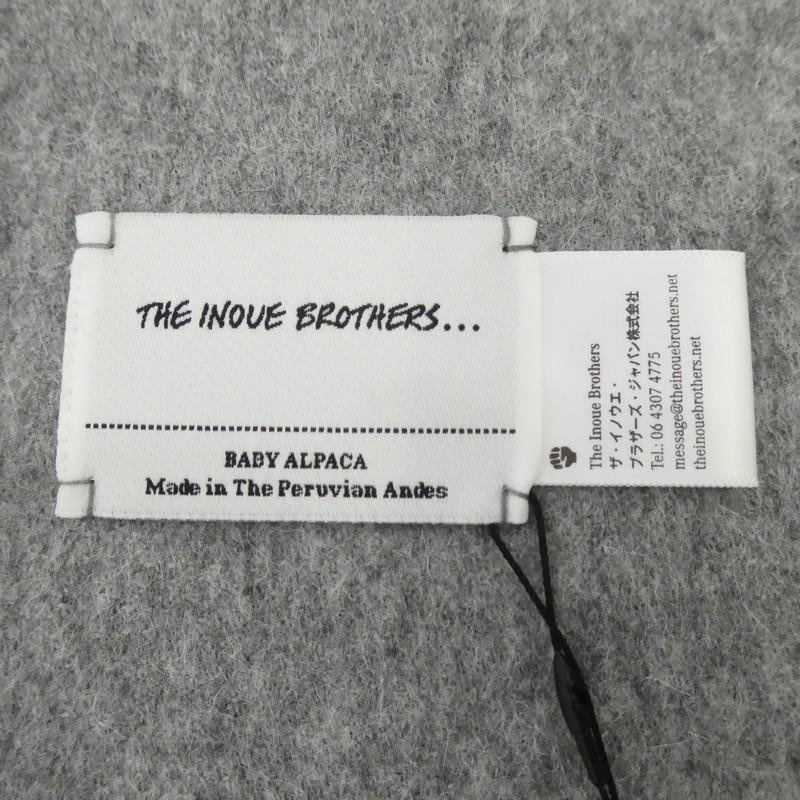 THE INOUE BROTHERS...
BABY ALPACA
Made in The Peruvian Andes
The Inoue Brothers
ザ・イノウエ・
ブラザーズ・ジャパン株式会社
Tel.: 06 4307 4775
message@theinouebrothers.net
theinouebrothers.net